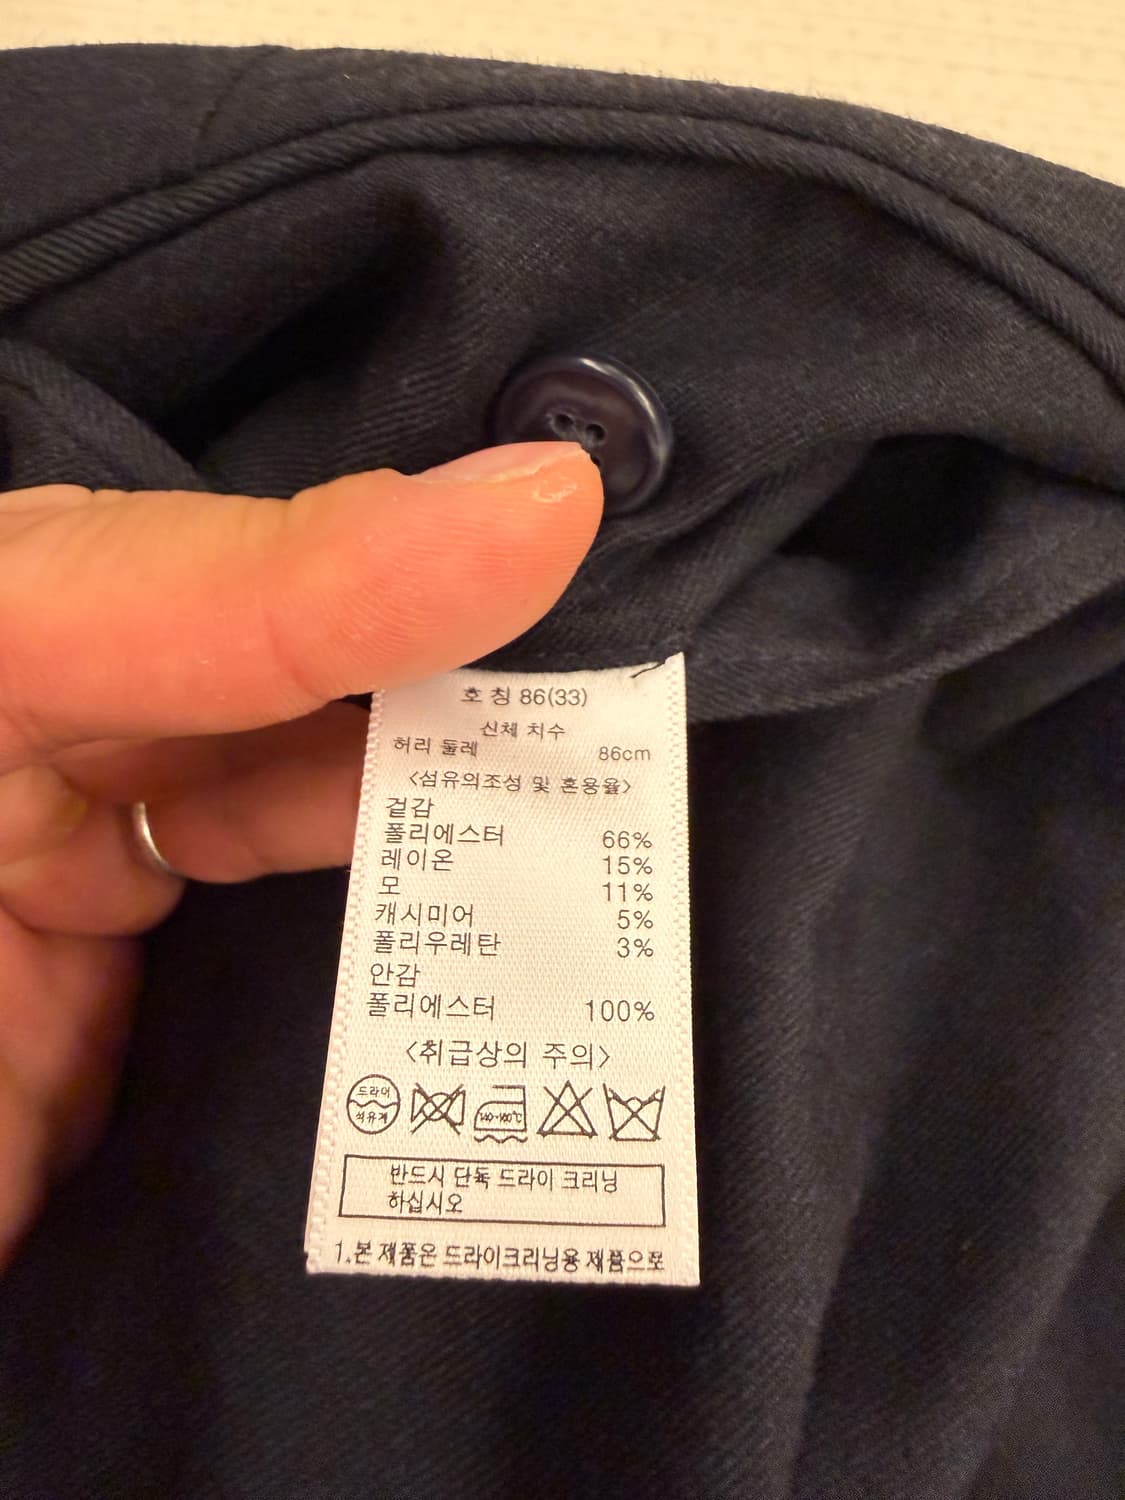 호 칭 86(33)
신체 치수
허리 둘레 86cm
<섬유의조성 및 혼용율>
겉감
폴리에스터 66%
레이온 15%
모 11%
캐시미어 5%
폴리우레탄 3%
안감
폴리에스터 100%
<취급상의 주의>
드라이
석유계
반드시 단독 드라이 크리닝
하십시오
1.본 제품은 드라이크리닝용 제품으로